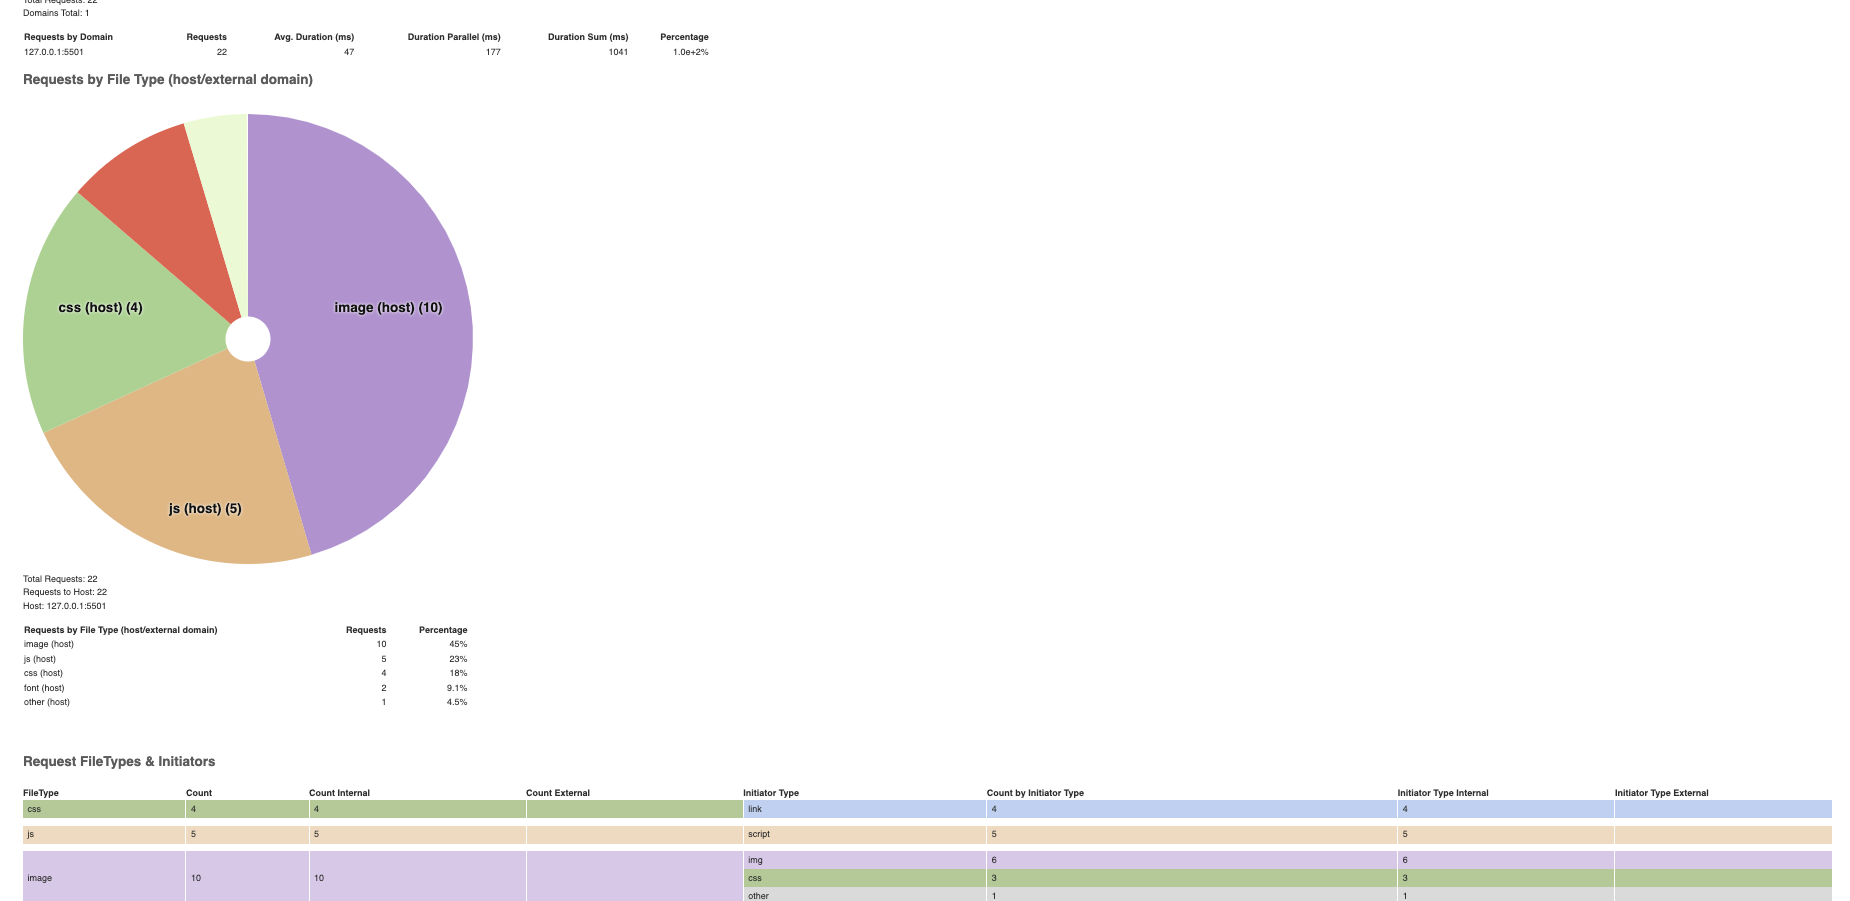 Total Requests: 22
Domains Total: 1
Requests by Domain Requests Avg. Duration (ms) Duration Parallel (ms) Duration Sum (ms) Percentage
127.0.0.1:5501 22 47 177 1041 1.0e+2%
Requests by File Type (host/external domain)
css (host) (4)
image (host) (10)
js (host) (5)
Total Requests: 22
Requests to Host: 22
Host: 127.0.0.1:5501
Requests by File Type (host/external domain) Requests Percentage
image (host) 10 45%
js (host) 5 23%
css (host) 4 18%
font (host) 2 9.1%
other (host) 1 4.5%
Request FileTypes & Initiators
FileType Count Count Internal Count External Initiator Type Count by Initiator Type Initiator Type Internal Initiator Type External
css 4 4 link 4 4
js 5 5 script 5 5
img 6 6
image 10 10 css 3 3
other 1 1